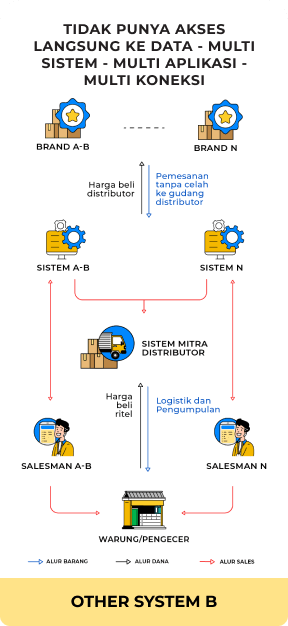 TIDAK PUNYA AKSES
LANGSUNG KE DATA - MULTI
SISTEM - MULTI APLIKASI -
MULTI KONEKSI
BRAND A-B
BRAND N
Harga beli
distributor
Pemesanan
tanpa celah
ke gudang
distributor
SISTEM A-B
SISTEM N
SISTEM MITRA
DISTRIBUTOR
Harga
beli
ritel
Logistik dan
Pengumpulan
SALESMAN A-B
SALESMAN N
WARUNG/PENGECER
ALUR BARANG
ALUR DANA
ALUR SALES
OTHER SYSTEM B